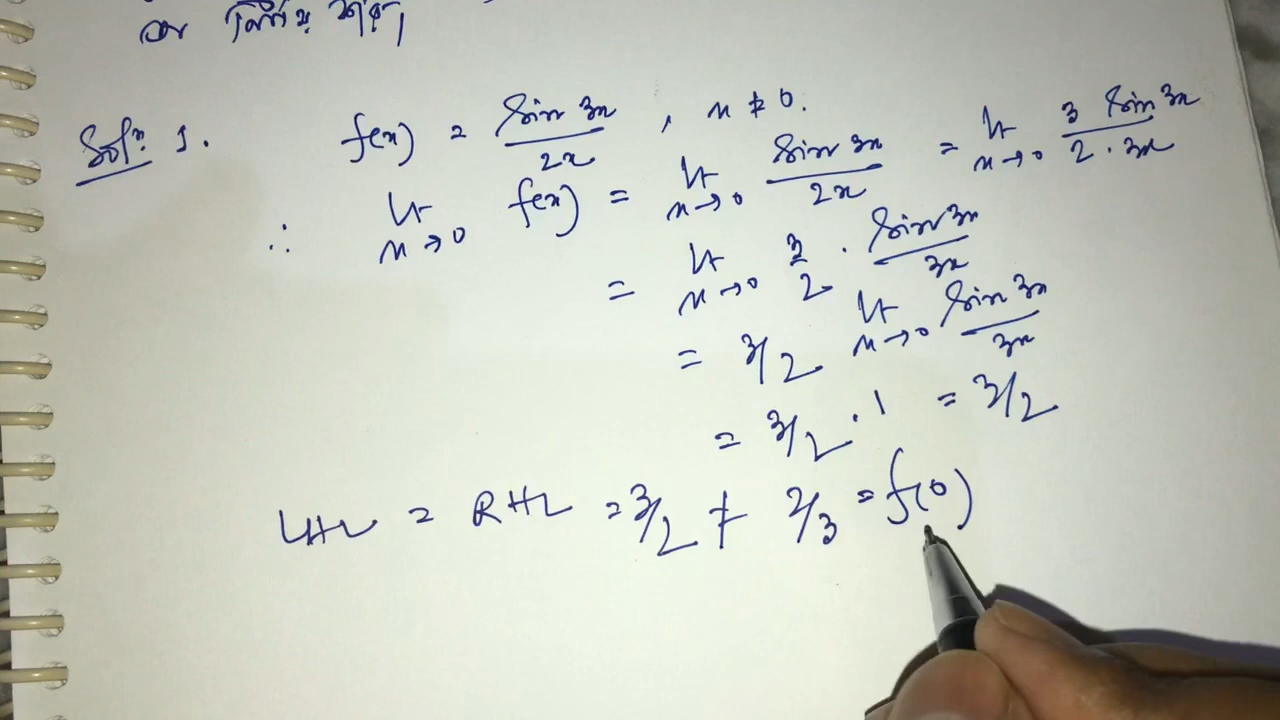 Solⁿ. 1. f(x) = Sin 3x / 2x , x ≠ 0.
∴ Lt x→0 f(x) = Lt x→0 Sin 3x / 2x = Lt x→0 3 Sin 3x / 2 · 3x
= Lt x→0 3/2 · Sin 3x / 3x
= 3/2 Lt x→0 Sin 3x / 3x
= 3/2 · 1 = 3/2
LHL = RHL = 3/2 ≠ 2/3 = f(0)